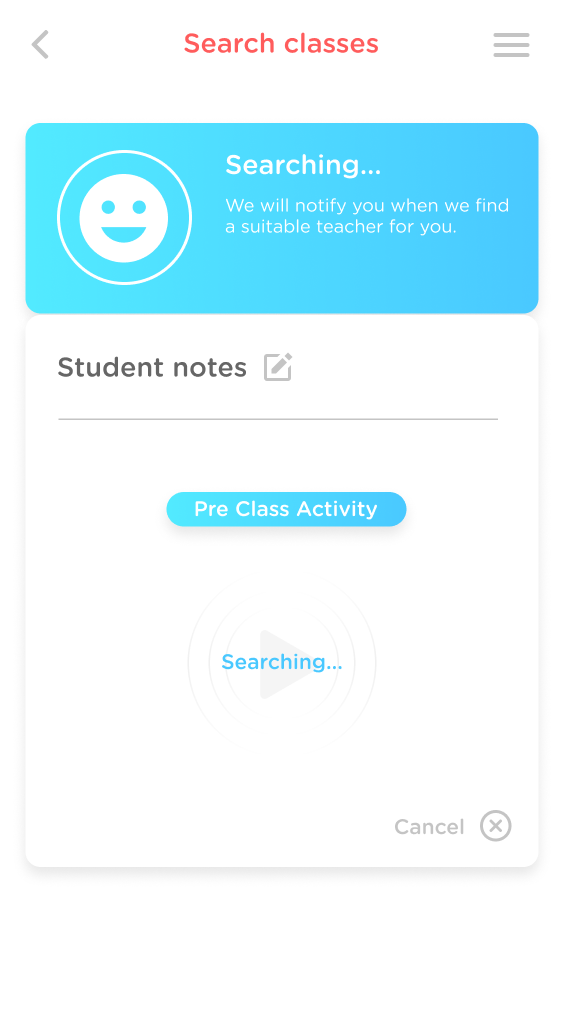 Search classes
Searching...
We will notify you when we find
a suitable teacher for you.
Student notes
Pre Class Activity
Searching...
Cancel